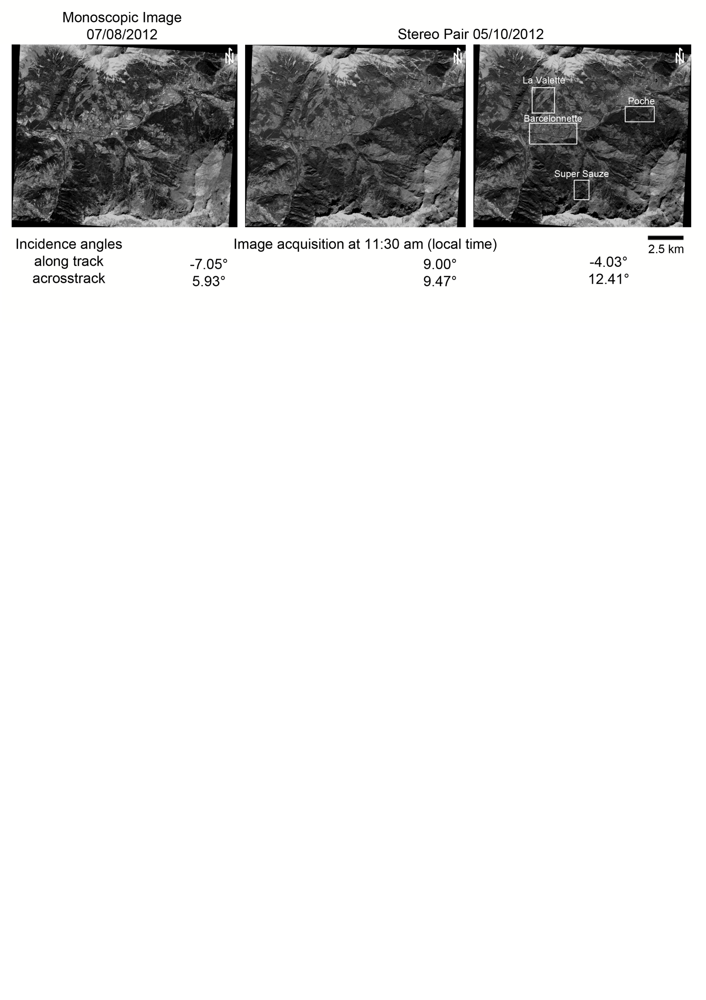 Monoscopic Image
07/08/2012
Stereo Pair 05/10/2012
N
N
N
La Valette
Poche
Barcelonnette
Super Sauze
Incidence angles
Image acquisition at 11:30 am (local time)
2.5 km
along track
-7.05°
9.00°
-4.03°
acrosstrack
5.93°
9.47°
12.41°